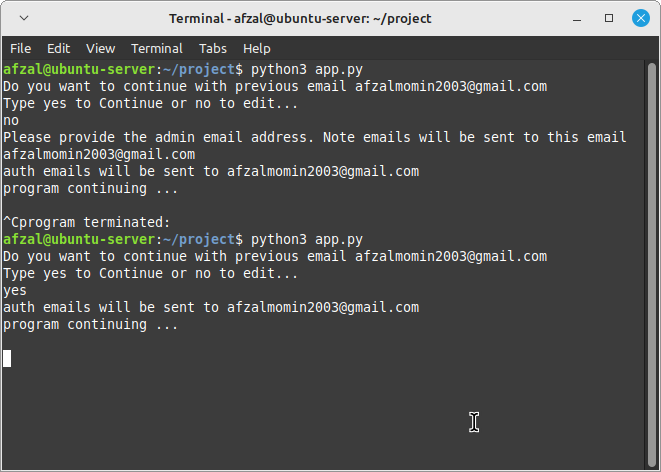 Terminal - afzal@ubuntu-server: ~/project
File Edit View Terminal Tabs Help
afzal@ubuntu-server:~/project$ python3 app.py
Do you want to continue with previous email afzalmomin2003@gmail.com
Type yes to Continue or no to edit...
no
Please provide the admin email address. Note emails will be sent to this email
afzalmomin2003@gmail.com
auth emails will be sent to afzalmomin2003@gmail.com
program continuing ...
^Cprogram terminated:
afzal@ubuntu-server:~/project$ python3 app.py
Do you want to continue with previous email afzalmomin2003@gmail.com
Type yes to Continue or no to edit...
yes
auth emails will be sent to afzalmomin2003@gmail.com
program continuing ...